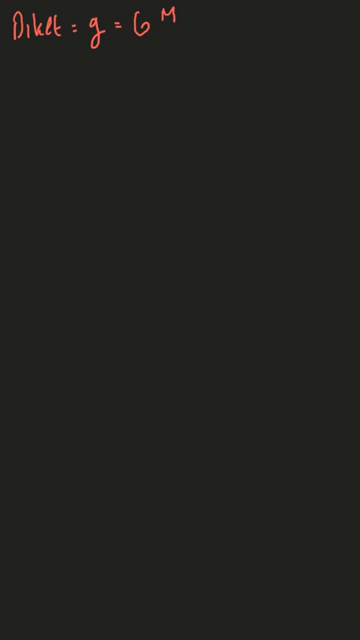 Diket = g = G M